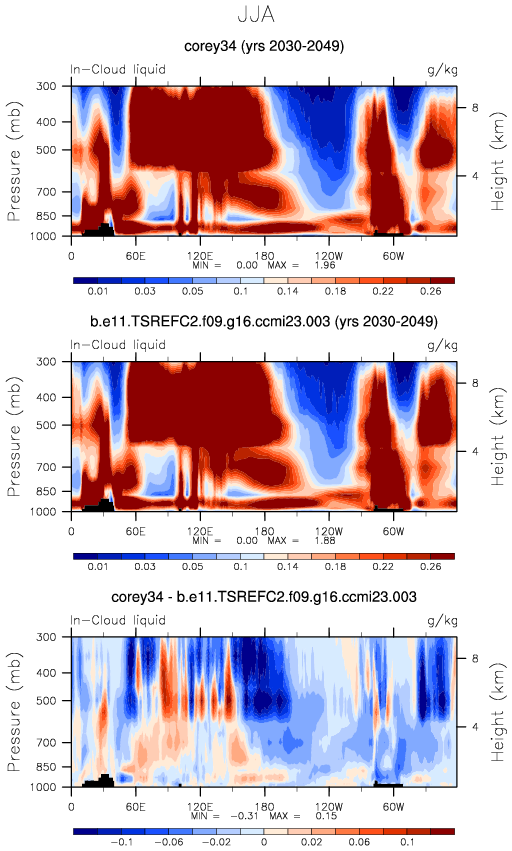 JJA
corey34 (yrs 2030-2049)
In-Cloud liquid g/kg
300
400
500
700
850
1000
Pressure (mb)
8
4
Height (km)
0 60E 120E 180 120W 60W
MIN = 0.00 MAX = 1.96
0.01 0.03 0.05 0.10 0.14 0.18 0.22 0.26
b.e11.TSREFC2.f09.g16.ccmi23.003 (yrs 2030-2049)
In-Cloud liquid g/kg
300
400
500
700
850
1000
Pressure (mb)
8
4
Height (km)
0 60E 120E 180 120W 60W
MIN = 0.00 MAX = 1.88
0.01 0.03 0.05 0.10 0.14 0.18 0.22 0.26
corey34 - b.e11.TSREFC2.f09.g16.ccmi23.003
In-Cloud liquid g/kg
300
400
500
700
850
1000
Pressure (mb)
8
4
Height (km)
0 60E 120E 180 120W 60W
MIN = -0.31 MAX = 0.15
-0.1 -0.06 -0.02 0 0.02 0.06 0.1